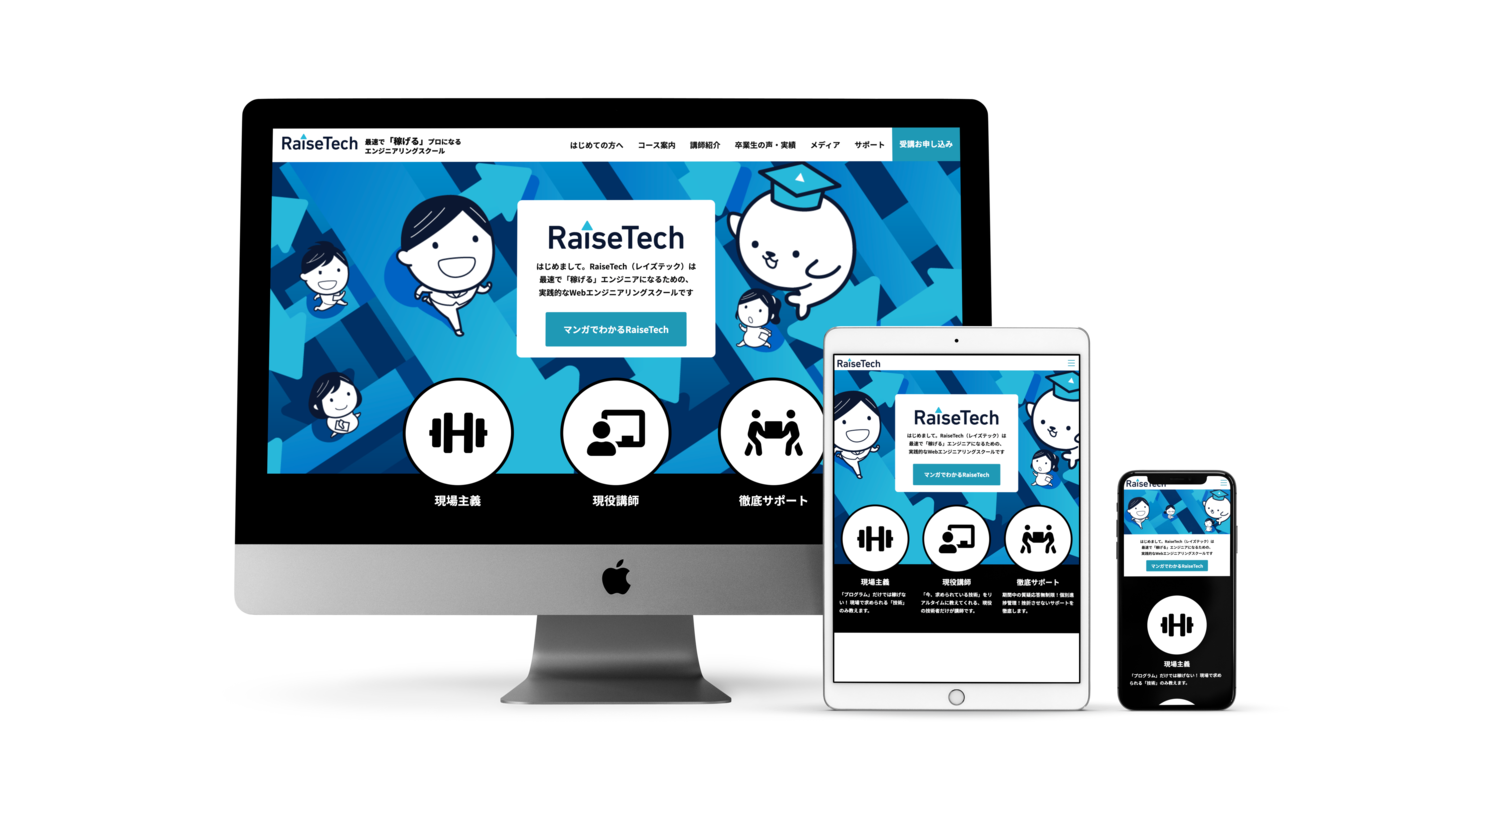 RaiseTech
最速で「稼げる」プロになる
エンジニアリングスクール
はじめての方へ コース案内 講師紹介 卒業生の声・実績 メディア サポート 受講お申し込み
RaiseTech
はじめまして。RaiseTech（レイズテック）は
最速で「稼げる」エンジニアになるための、
実践的なWebエンジニアリングスクールです
マンガでわかるRaiseTech
現場主義 現役講師 徹底サポート
RaiseTech
RaiseTech
はじめまして。RaiseTech（レイズテック）は
最速で「稼げる」エンジニアになるための、
実践的なWebエンジニアリングスクールです
マンガでわかるRaiseTech
現場主義
「プログラム」だけでは稼げな
い！ 現場で求められる「技術」
のみ教えます。
現役講師
「今、求められている技術」をリ
アルタイムに教えてくれる、現役
の技術者だけが講師です。
徹底サポート
期間中の質疑応答無制限！個別進
捗管理！挫折させないサポートを
徹底します。
RaiseTech
はじめまして。RaiseTech（レイズテック）は
最速で「稼げる」エンジニアになるための、
実践的なWebエンジニアリングスクールです
マンガでわかるRaiseTech
現場主義
「プログラム」だけでは稼げない！ 現場で求め
られる「技術」のみ教えます。